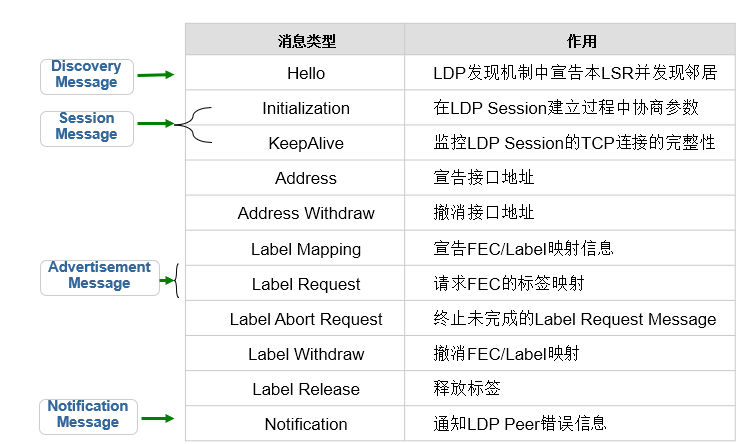 消息类型 作用
Discovery
Message
Hello LDP发现机制中宣告本LSR并发现邻居
Session
Message
Initialization 在LDP Session建立过程中协商参数
KeepAlive 监控LDP Session的TCP连接的完整性
Address 宣告接口地址
Address Withdraw 撤消接口地址
Advertisement
Message
Label Mapping 宣告FEC/Label映射信息
Label Request 请求FEC的标签映射
Label Abort Request 终止未完成的Label Request Message
Label Withdraw 撤消FEC/Label映射
Label Release 释放标签
Notification
Message
Notification 通知LDP Peer错误信息